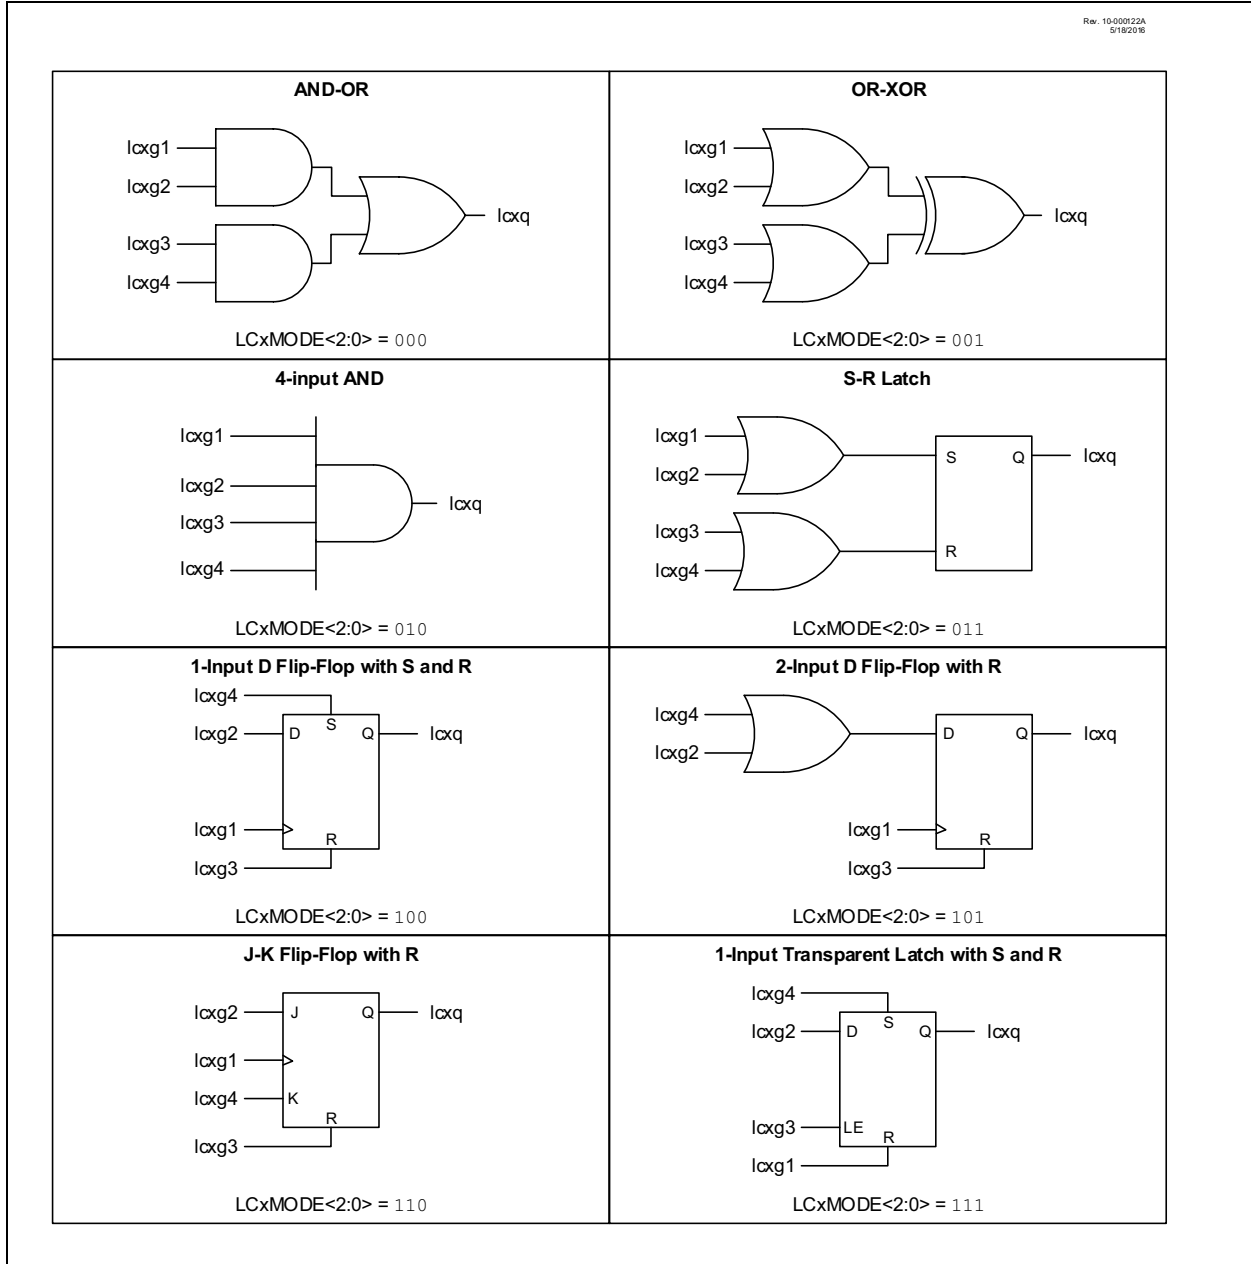 Rev. 10-000122A
5/18/2016
AND-OR
lcxg1
lcxg2
lcxg3
lcxg4
lcxq
LCxMODE<2:0> = 000
OR-XOR
lcxg1
lcxg2
lcxg3
lcxg4
lcxq
LCxMODE<2:0> = 001
4-input AND
lcxg1
lcxg2
lcxg3
lcxg4
lcxq
LCxMODE<2:0> = 010
S-R Latch
lcxg1
lcxg2
lcxg3
lcxg4
S
Q
lcxq
R
LCxMODE<2:0> = 011
1-Input D Flip-Flop with S and R
lcxg4
S
lcxg2
D
Q
lcxq
lcxg1
R
lcxg3
LCxMODE<2:0> = 100
2-Input D Flip-Flop with R
lcxg4
lcxg2
D
Q
lcxq
lcxg1
R
lcxg3
LCxMODE<2:0> = 101
J-K Flip-Flop with R
lcxg2
J
Q
lcxq
lcxg1
lcxg4
K
R
lcxg3
LCxMODE<2:0> = 110
1-Input Transparent Latch with S and R
lcxg4
S
lcxg2
D
Q
lcxq
lcxg3
LE
R
lcxg1
LCxMODE<2:0> = 111